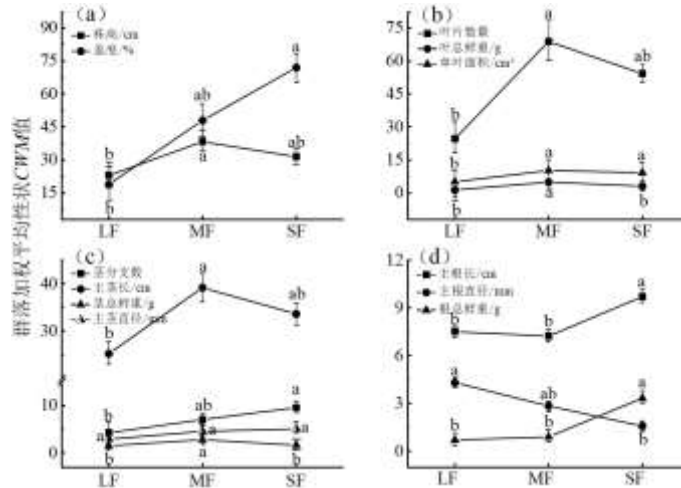 群落加权平均性状CWM值
(a)
株高/cm
盖度/%
90
75
60
45
30
15
b
b
ab
a
a
ab
LF MF SF
(b)
叶片数量
叶总鲜重/g
单叶面积/cm²
75
60
45
30
15
0
b
b
b
a
a
a
ab
a
b
LF MF SF
(c)
茎分支数
主茎长/cm
茎总鲜重/g
主茎直径/mm
40
30
10
0
b
b
a
b
a
ab
a
a
ab
a
a
b
LF MF SF
(d)
主根长/cm
主根直径/mm
根总鲜重/g
12
9
6
3
0
b
a
b
b
ab
b
a
a
b
LF MF SF